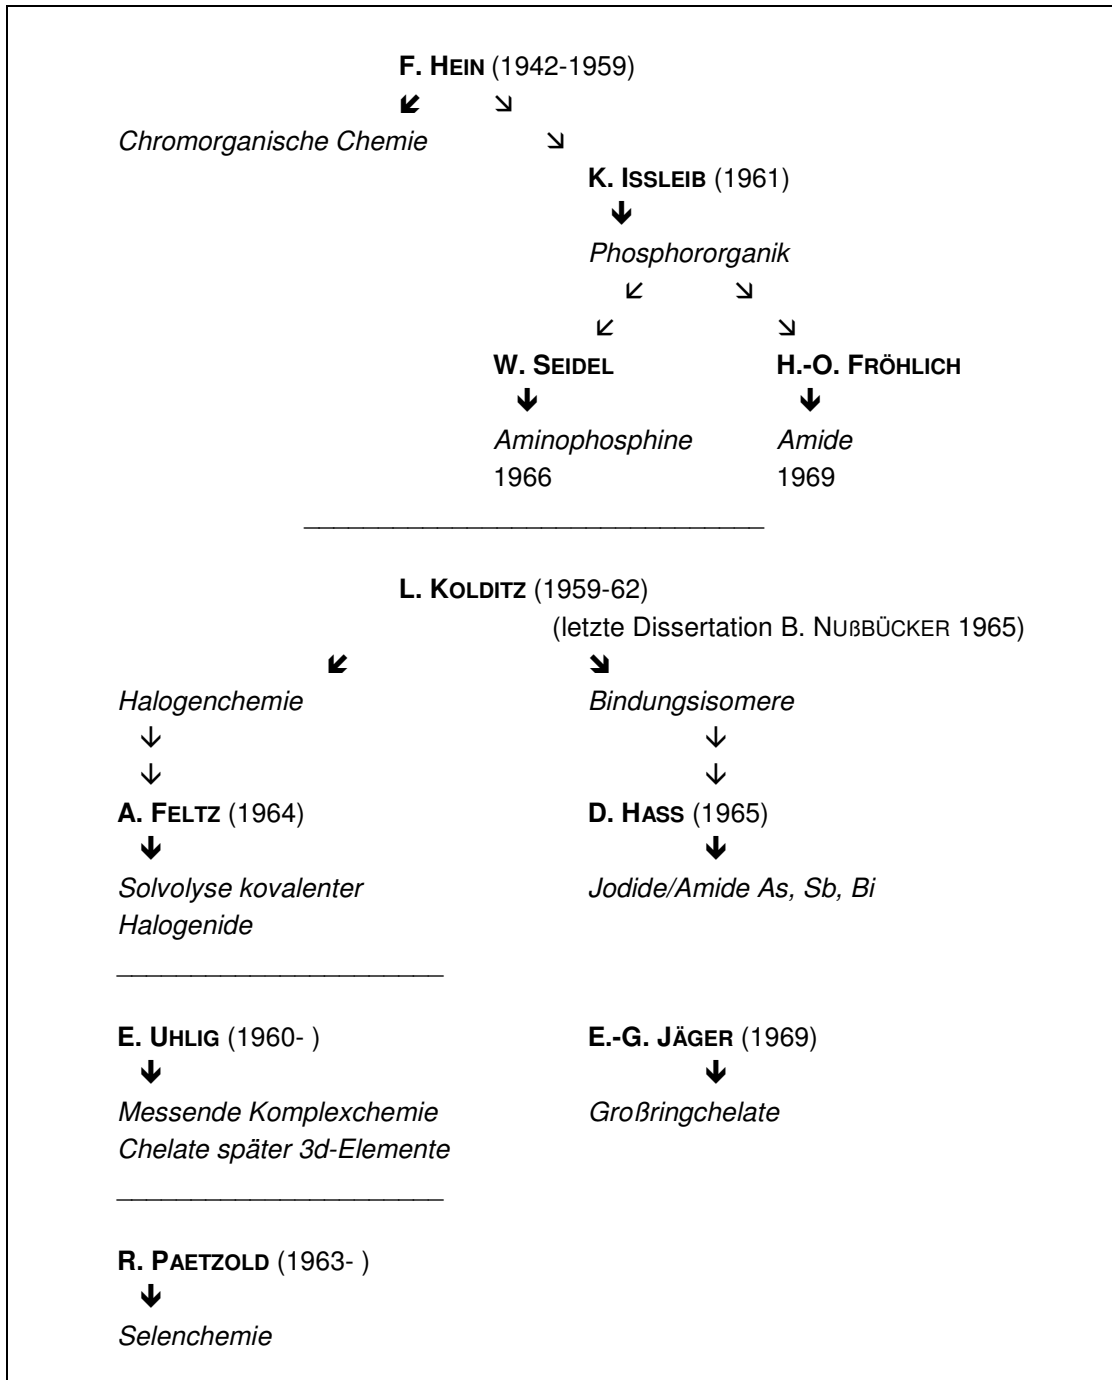 F. HEIN (1942-1959)
Chromorganische Chemie
K. ISSLEIB (1961)
Phosphororganik
W. SEIDEL H.-O. FRÖHLICH
Aminophosphine Amide
1966 1969
L. KOLDITZ (1959-62)
(letzte Dissertation B. NUßBÜCKER 1965)
Halogenchemie Bindungsisomere
A. FELTZ (1964) D. HASS (1965)
Solvolyse kovalenter Jodide/Amide As, Sb, Bi
Halogenide
E. UHLIG (1960- ) E.-G. JÄGER (1969)
Messende Komplexchemie Großringchelate
Chelate später 3d-Elemente
R. PAETZOLD (1963- )
Selenchemie